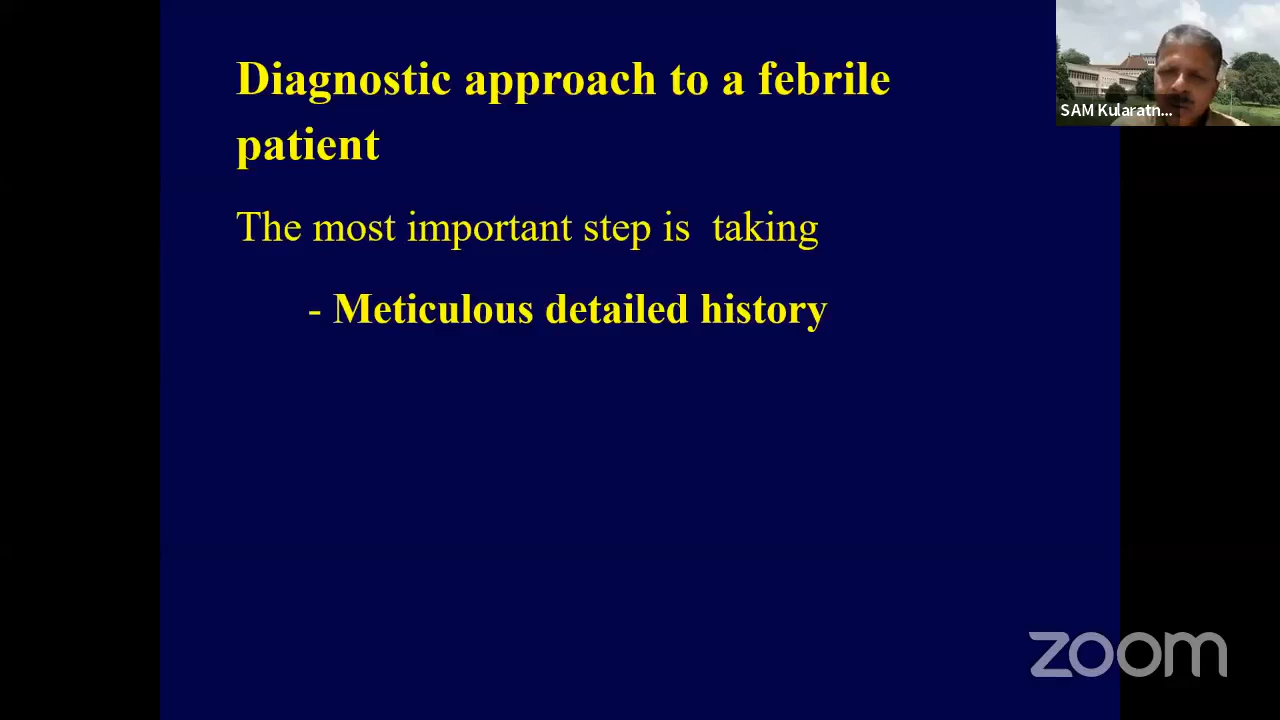 Diagnostic approach to a febrile
patient
The most important step is taking
- Meticulous detailed history
SAM Kularatn...
zoom